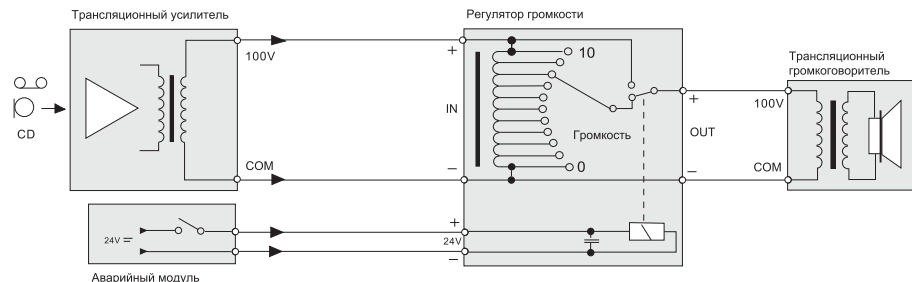 Трансляционный усилитель
Регулятор громкости
Трансляционный
громкоговоритель
100V
+
10
IN
Громкость
+
OUT
100V
CD
COM
−
0
−
COM
24V
+
24V
−
Аварийный модуль